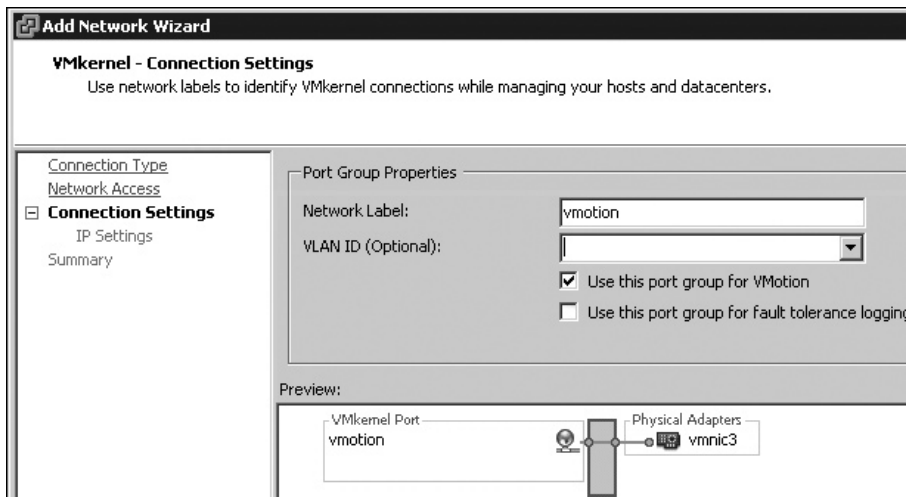 Add Network Wizard
VMkernel - Connection Settings
Use network labels to identify VMkernel connections while managing your hosts and datacenters.
Connection Type
Network Access
Connection Settings
IP Settings
Summary
Port Group Properties
Network Label:
vmotion
VLAN ID (Optional):
Use this port group for VMotion
Use this port group for fault tolerance logging
Preview:
VMkernel Port
vmotion
Physical Adapters
vmnic3